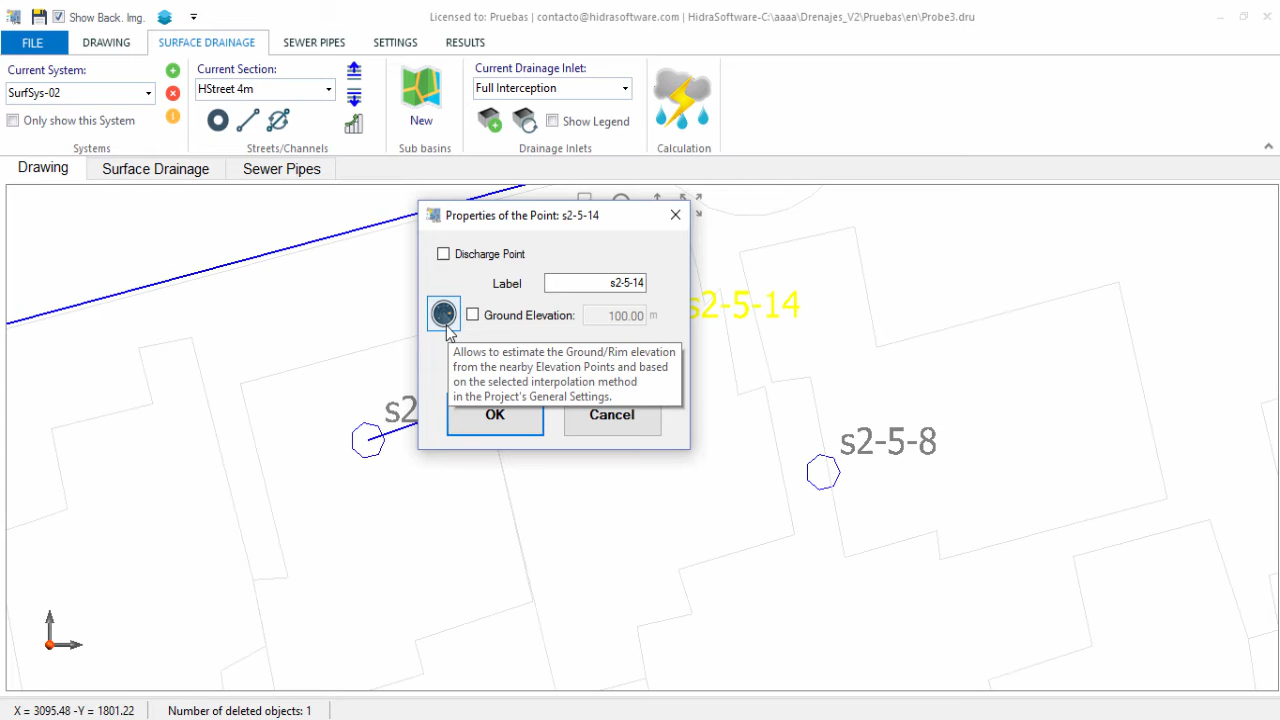 Show Back. Img.
Licensed to: Pruebas | contacto@hidrasoftware.com | HidraSoftware-C:\aaaa\Drenajes_V2\Pruebas\en\Probe3.dru
FILE DRAWING SURFACE DRAINAGE SEWER PIPES SETTINGS RESULTS
Current System:
SurfSys-02
Only show this System
Systems
Current Section:
HStreet 4m
Streets/Channels
New
Sub basins
Current Drainage Inlet:
Full Interception
Show Legend
Drainage Inlets
Calculation
Drawing Surface Drainage Sewer Pipes
Properties of the Point: s2-5-14
Discharge Point
Label s2-5-14
Ground Elevation: 100.00 m
Allows to estimate the Ground/Rim elevation
from the nearby Elevation Points and based
on the selected interpolation method
in the Project's General Settings.
OK Cancel
s2-5-14
s2
s2-5-8
X = 3095.48 -Y = 1801.22 Number of deleted objects: 1